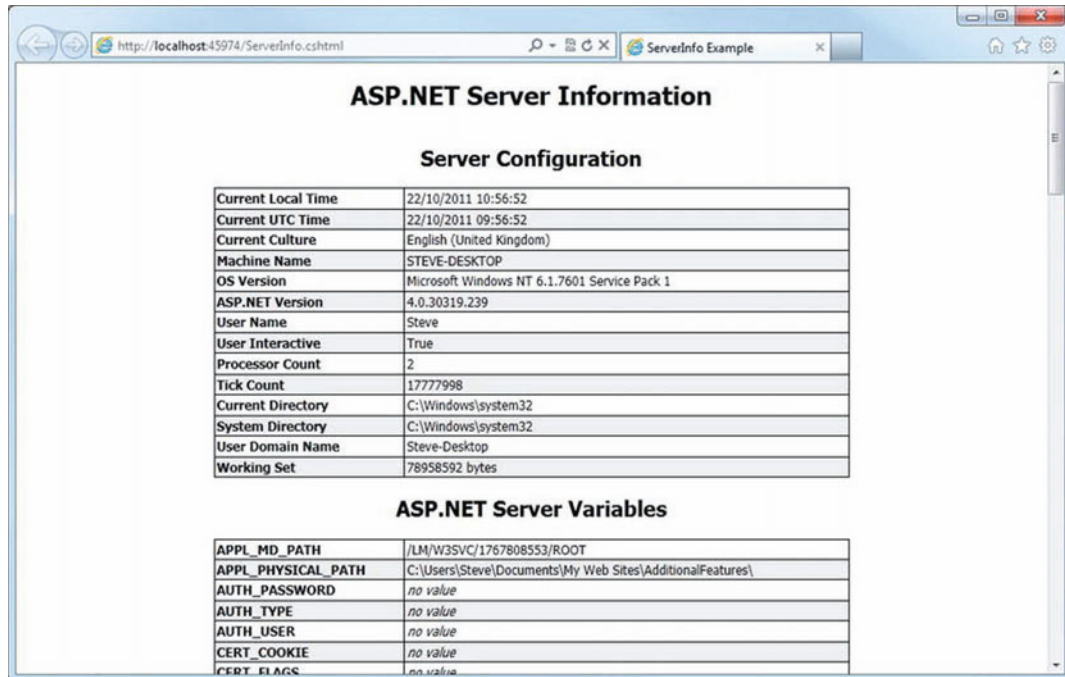 http://localhost:45974/ServerInfo.cshtml
ServerInfo Example
ASP.NET Server Information
Server Configuration
Current Local Time 22/10/2011 10:56:52
Current UTC Time 22/10/2011 09:56:52
Current Culture English (United Kingdom)
Machine Name STEVE-DESKTOP
OS Version Microsoft Windows NT 6.1.7601 Service Pack 1
ASP.NET Version 4.0.30319.239
User Name Steve
User Interactive True
Processor Count 2
Tick Count 17777998
Current Directory C:\Windows\system32
System Directory C:\Windows\system32
User Domain Name Steve-Desktop
Working Set 78958592 bytes
ASP.NET Server Variables
APPL_MD_PATH /LM/W3SVC/1767808553/ROOT
APPL_PHYSICAL_PATH C:\Users\Steve\Documents\My Web Sites\AdditionalFeatures\
AUTH_PASSWORD no value
AUTH_TYPE no value
AUTH_USER no value
CERT_COOKIE no value
CERT_FLAGS no value